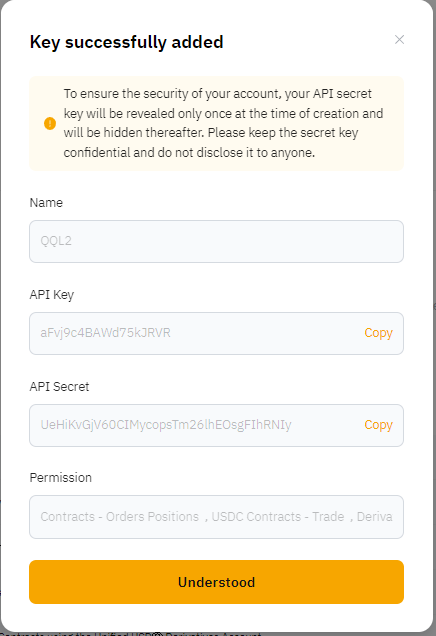 Key successfully added
To ensure the security of your account, your API secret
key will be revealed only once at the time of creation and
will be hidden thereafter. Please keep the secret key
confidential and do not disclose it to anyone.
Name
QQL2
API Key
aFvj9c4BAWd75kJRVR
Copy
API Secret
UeHiKvGjV60CIMycopsTm26lhEOsgFIhRNIy
Copy
Permission
Contracts - Orders Positions , USDC Contracts - Trade , Deriva
Understood